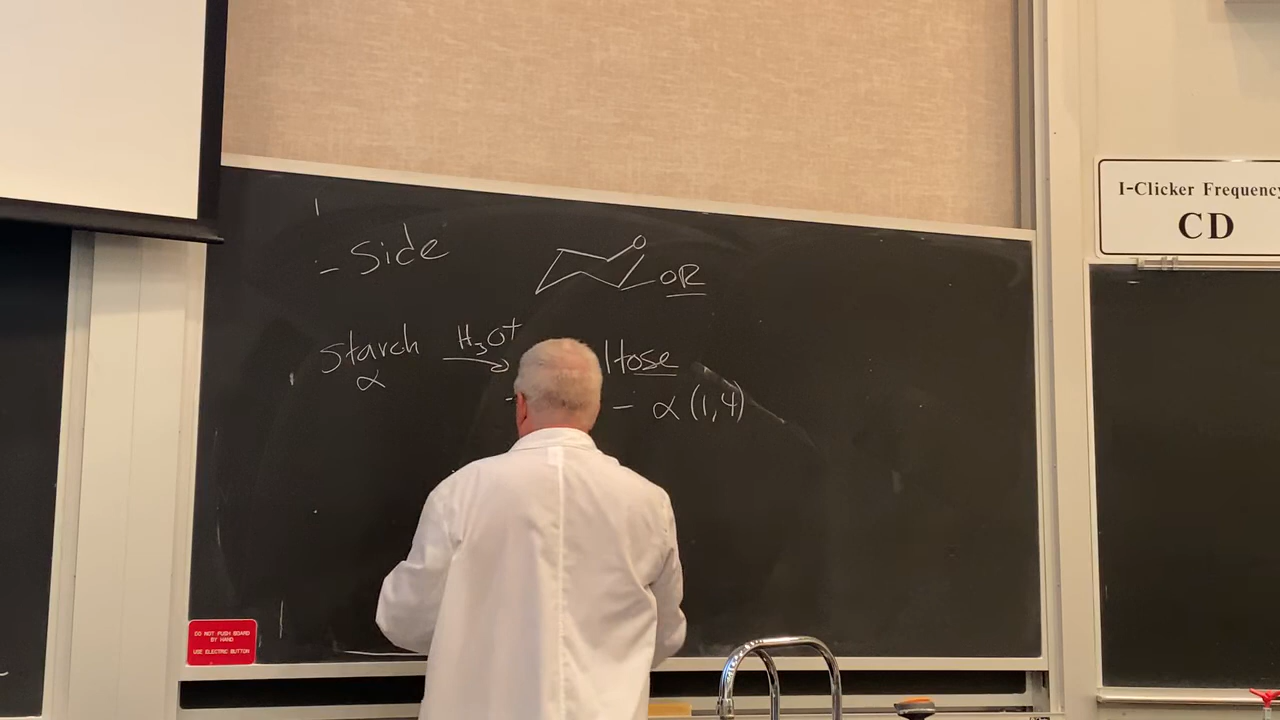 - Side
OR
Starch H₃O⁺ → ltose
α
- α (1,4)
I-Clicker Frequency
CD
DO NOT PUSH BOARD
BY HAND
USE ELECTRIC BUTTON